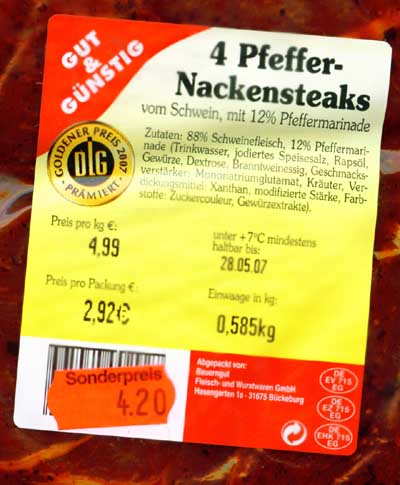 GUT
&
GÜNSTIG
4 Pfeffer-
Nackensteaks
vom Schwein, mit 12% Pfeffermarinade
Zutaten: 88% Schweinefleisch, 12% Pfeffermari-
nade (Trinkwasser, jodiertes Speisesalz, Rapsöl,
Gewürze, Dextrose, Branntweinessig, Geschmacks-
verstärker: Mononatriumglutamat, Kräuter, Ver-
dickungsmittel: Xanthan, modifizierte Stärke, Farb-
stoffe: Zuckercouleur, Gewürzextrakte).
GOLDENER PREIS 2007
DLG
• PRÄMIERT •
Preis pro kg €:
4,99
unter +7°C mindestens
haltbar bis:
28.05.07
Preis pro Packung €:
2,92€
Einwaage in kg:
0,585kg
Sonderpreis
4.20
Abgepackt von:
Bauerngut
Fleisch- und Wurstwaren GmbH
Hasengarten 1a - 31675 Bückeburg
DE
EV 715
EG
DE
EZ 715
EG
DE
EHK 715
EG